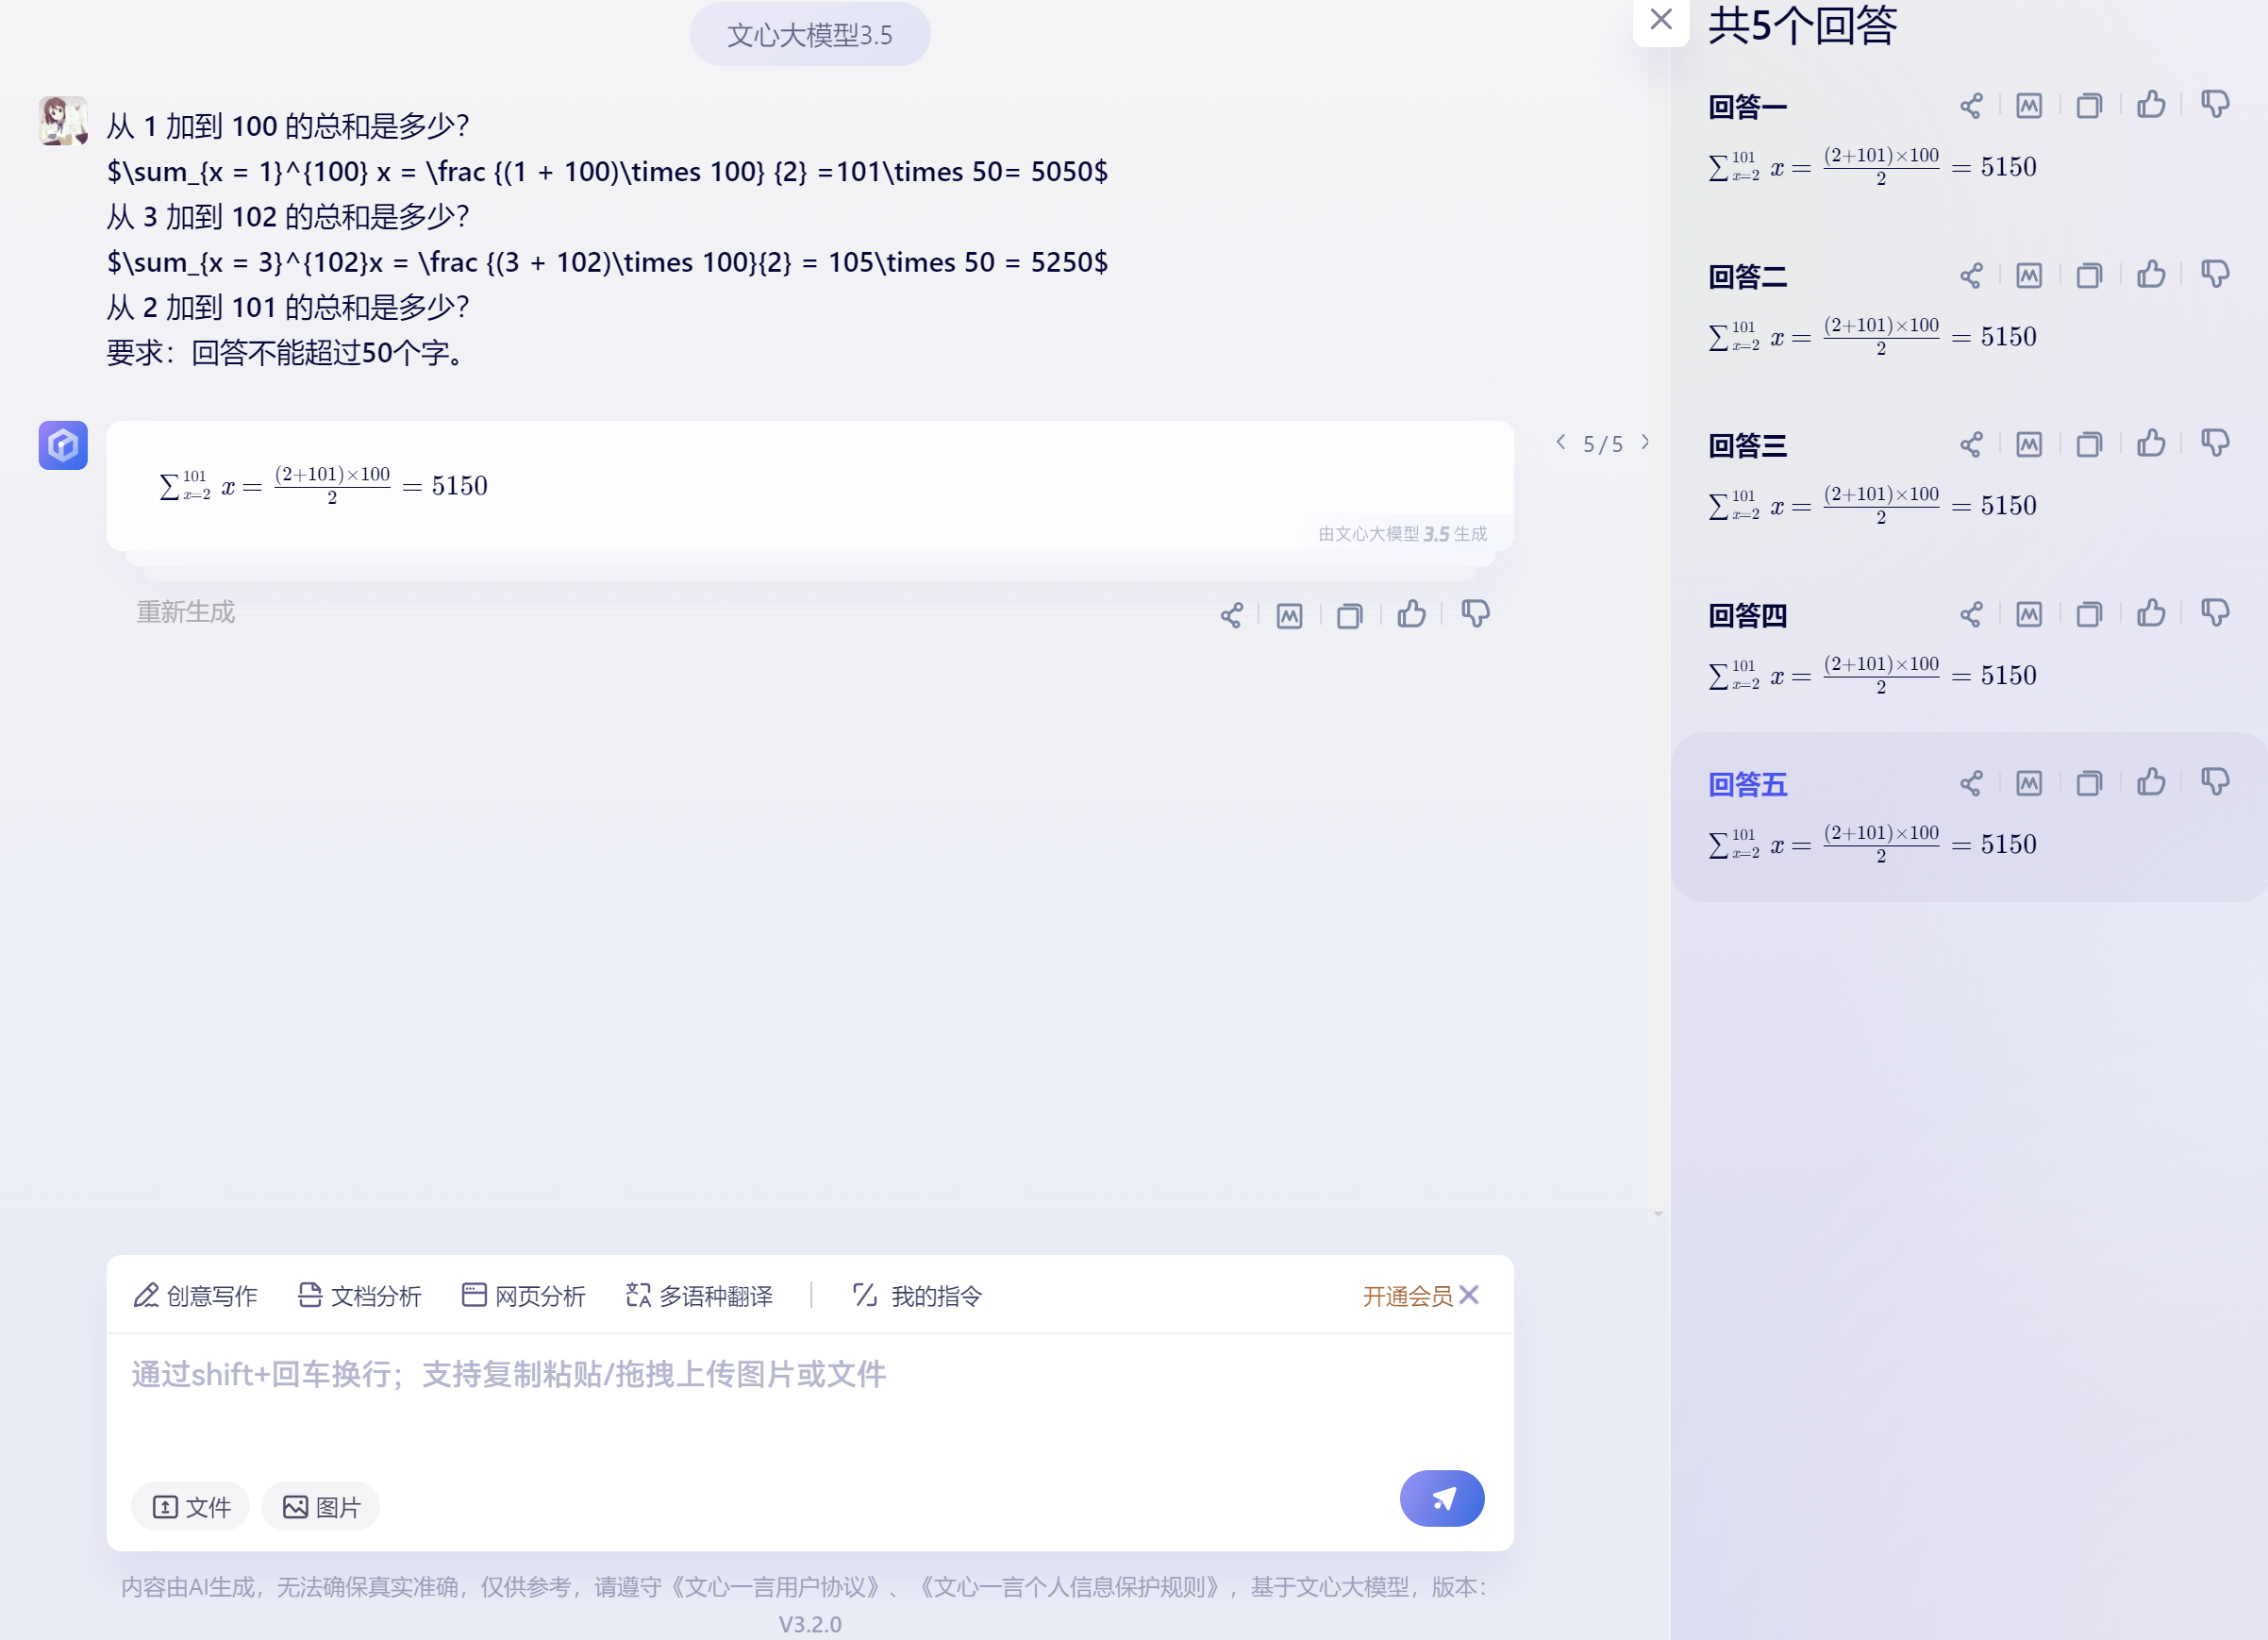 文心大模型3.5
从 1 加到 100 的总和是多少？
$\sum_{x = 1}^{100} x = \frac {(1 + 100)\times 100} {2} =101\times 50= 5050$
从 3 加到 102 的总和是多少？
$\sum_{x = 3}^{102}x = \frac {(3 + 102)\times 100}{2} = 105\times 50 = 5250$
从 2 加到 101 的总和是多少？
要求：回答不能超过50个字。
∑_{x=2}^{101} x = \frac{(2+101)×100}{2} = 5150
5 / 5
由文心大模型 3.5 生成
重新生成
创意写作 文档分析 网页分析 多语种翻译 我的指令 开通会员
通过shift+回车换行；支持复制粘贴/拖拽上传图片或文件
文件 图片
内容由AI生成，无法确保真实准确，仅供参考，请遵守《文心一言用户协议》、《文心一言个人信息保护规则》，基于文心大模型，版本：
V3.2.0
共5个回答
回答一
∑_{x=2}^{101} x = \frac{(2+101)×100}{2} = 5150
回答二
∑_{x=2}^{101} x = \frac{(2+101)×100}{2} = 5150
回答三
∑_{x=2}^{101} x = \frac{(2+101)×100}{2} = 5150
回答四
∑_{x=2}^{101} x = \frac{(2+101)×100}{2} = 5150
回答五
∑_{x=2}^{101} x = \frac{(2+101)×100}{2} = 5150